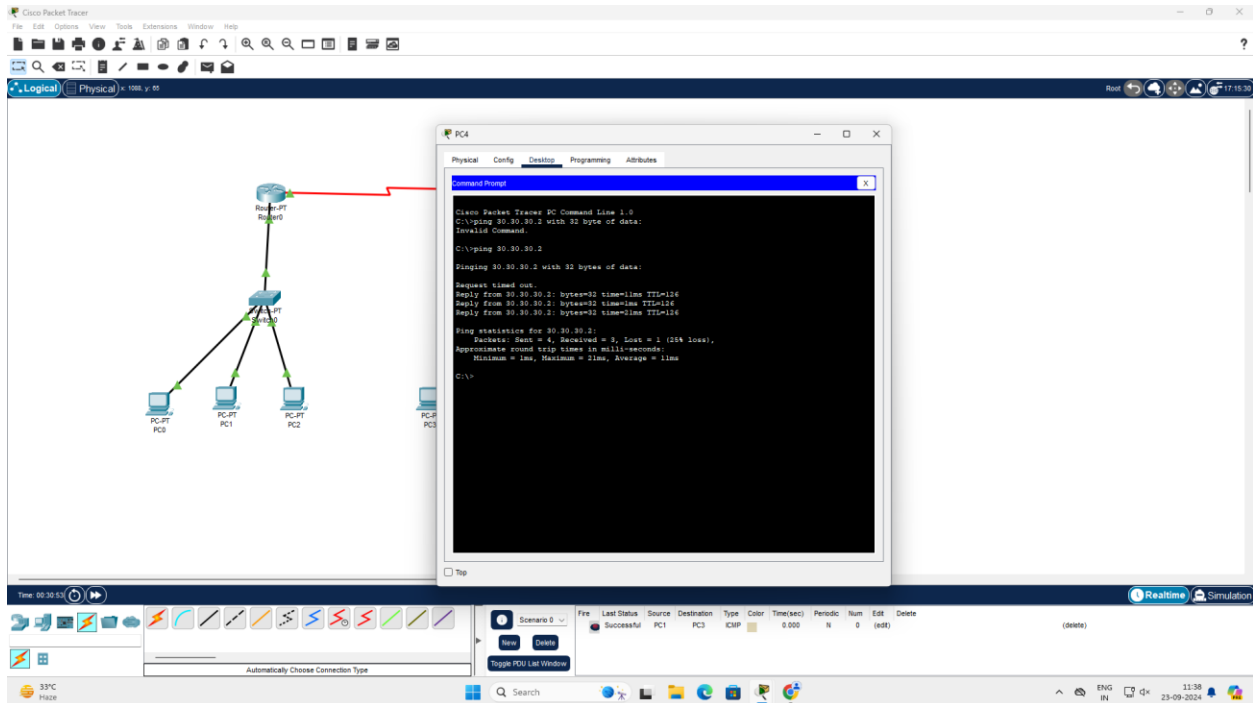 Cisco Packet Tracer
File Edit Options View Tools Extensions Window Help
?
Logical Physical x: 1088, y: 65 Root 17:15:30
PC4
Physical Config Desktop Programming Attributes
Command Prompt X
Cisco Packet Tracer PC Command Line 1.0
C:\>ping 30.30.30.2 with 32 byte of data:
Invalid Command.
C:\>ping 30.30.30.2
Pinging 30.30.30.2 with 32 bytes of data:
Request timed out.
Reply from 30.30.30.2: bytes=32 time=11ms TTL=126
Reply from 30.30.30.2: bytes=32 time=1ms TTL=126
Reply from 30.30.30.2: bytes=32 time=21ms TTL=126
Ping statistics for 30.30.30.2:
Packets: Sent = 4, Received = 3, Lost = 1 (25% loss),
Approximate round trip times in milli-seconds:
Minimum = 1ms, Maximum = 21ms, Average = 11ms
C:\>
Top
Router-PT
Router0
Switch-PT
Switch0
PC-PT
PC0
PC-PT
PC1
PC-PT
PC2
PC-P
PC3
Time: 00:30:53 Realtime Simulation
Automatically Choose Connection Type
Scenario 0
New Delete
Toggle PDU List Window
Fire Last Status Source Destination Type Color Time(sec) Periodic Num Edit Delete
Successful PC1 PC3 ICMP 0.000 N 0 (edit) (delete)
33°C
Haze
Search
ENG
IN
11:38
23-09-2024